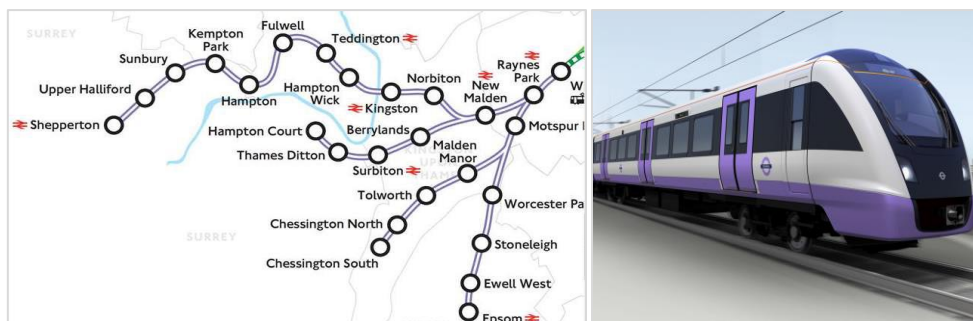 SURREY
Fulwell
Kempton
Park
Teddington
Sunbury
Raynes
Park
Upper Halliford
Norbiton
New
Malden
Hampton
Wick
W
Hampton
Kingston
Shepperton
Hampton Court
Berrylands
Motspur
Thames Ditton
Malden
Manor
Surbiton
Tolworth
Worcester Pa
Chessington North
SURREY
Stoneleigh
Chessington South
Ewell West
Epsom